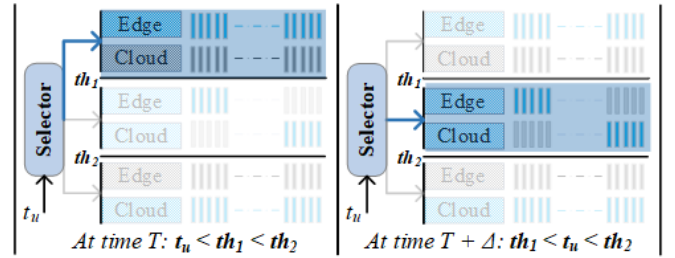 Edge
Cloud
th1
Edge
Cloud
th2
Edge
Cloud
Selector
tu
At time T: tu < th1 < th2
Edge
Cloud
th1
Edge
Cloud
th2
Edge
Cloud
Selector
tu
At time T + Δ: th1 < tu < th2